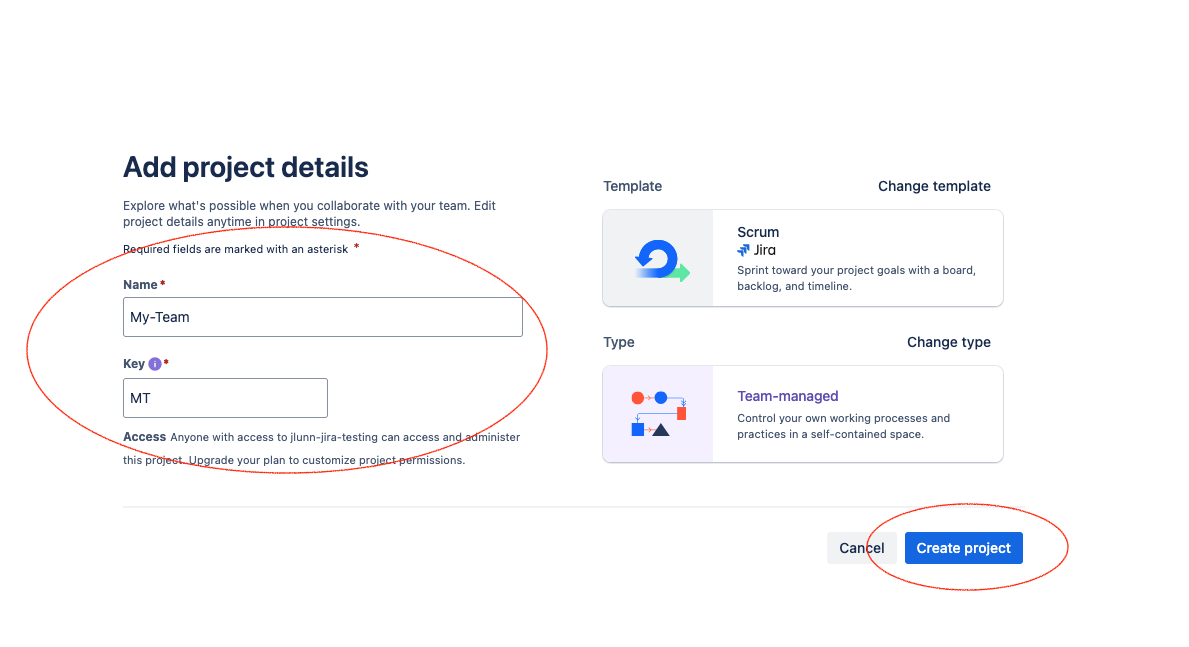 Add project details
Explore what's possible when you collaborate with your team. Edit
project details anytime in project settings.
Required fields are marked with an asterisk *
Name *
My-Team
Key i *
MT
Access Anyone with access to jlunn-jira-testing can access and administer
this project. Upgrade your plan to customize project permissions.
Template
Change template
Scrum
Jira
Sprint toward your project goals with a board,
backlog, and timeline.
Type
Change type
Team-managed
Control your own working processes and
practices in a self-contained space.
Cancel
Create project